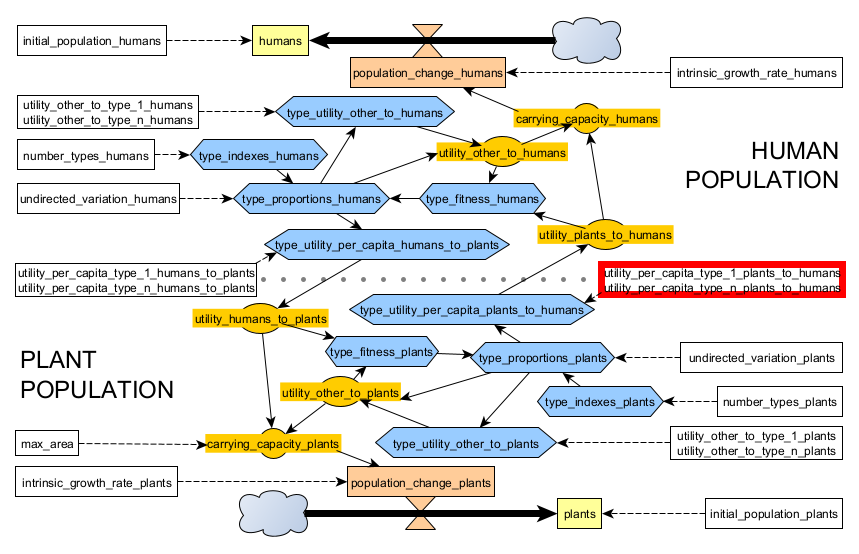 initial_population_humans
humans
population_change_humans
intrinsic_growth_rate_humans
utility_other_to_type_1_humans
utility_other_to_type_n_humans
type_utility_other_to_humans
carrying_capacity_humans
number_types_humans
type_indexes_humans
utility_other_to_humans
HUMAN
POPULATION
undirected_variation_humans
type_proportions_humans
type_fitness_humans
utility_plants_to_humans
type_utility_per_capita_humans_to_plants
utility_per_capita_type_1_humans_to_plants
utility_per_capita_type_n_humans_to_plants
utility_per_capita_type_1_plants_to_humans
utility_per_capita_type_n_plants_to_humans
type_utility_per_capita_plants_to_humans
utility_humans_to_plants
PLANT
POPULATION
type_fitness_plants
type_proportions_plants
undirected_variation_plants
utility_other_to_plants
type_indexes_plants
number_types_plants
max_area
carrying_capacity_plants
type_utility_other_to_plants
utility_other_to_type_1_plants
utility_other_to_type_n_plants
intrinsic_growth_rate_plants
population_change_plants
plants
initial_population_plants